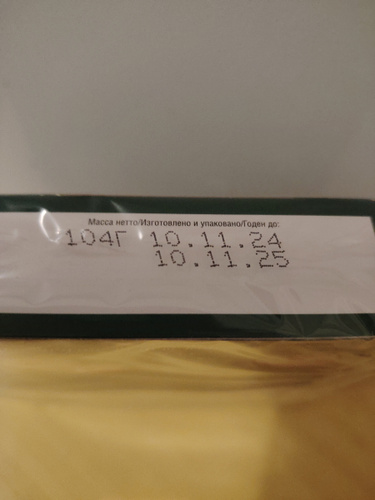 Масса нетто/Изготовлено и упаковано/Годен до:
104Г 10.11.24
10.11.25